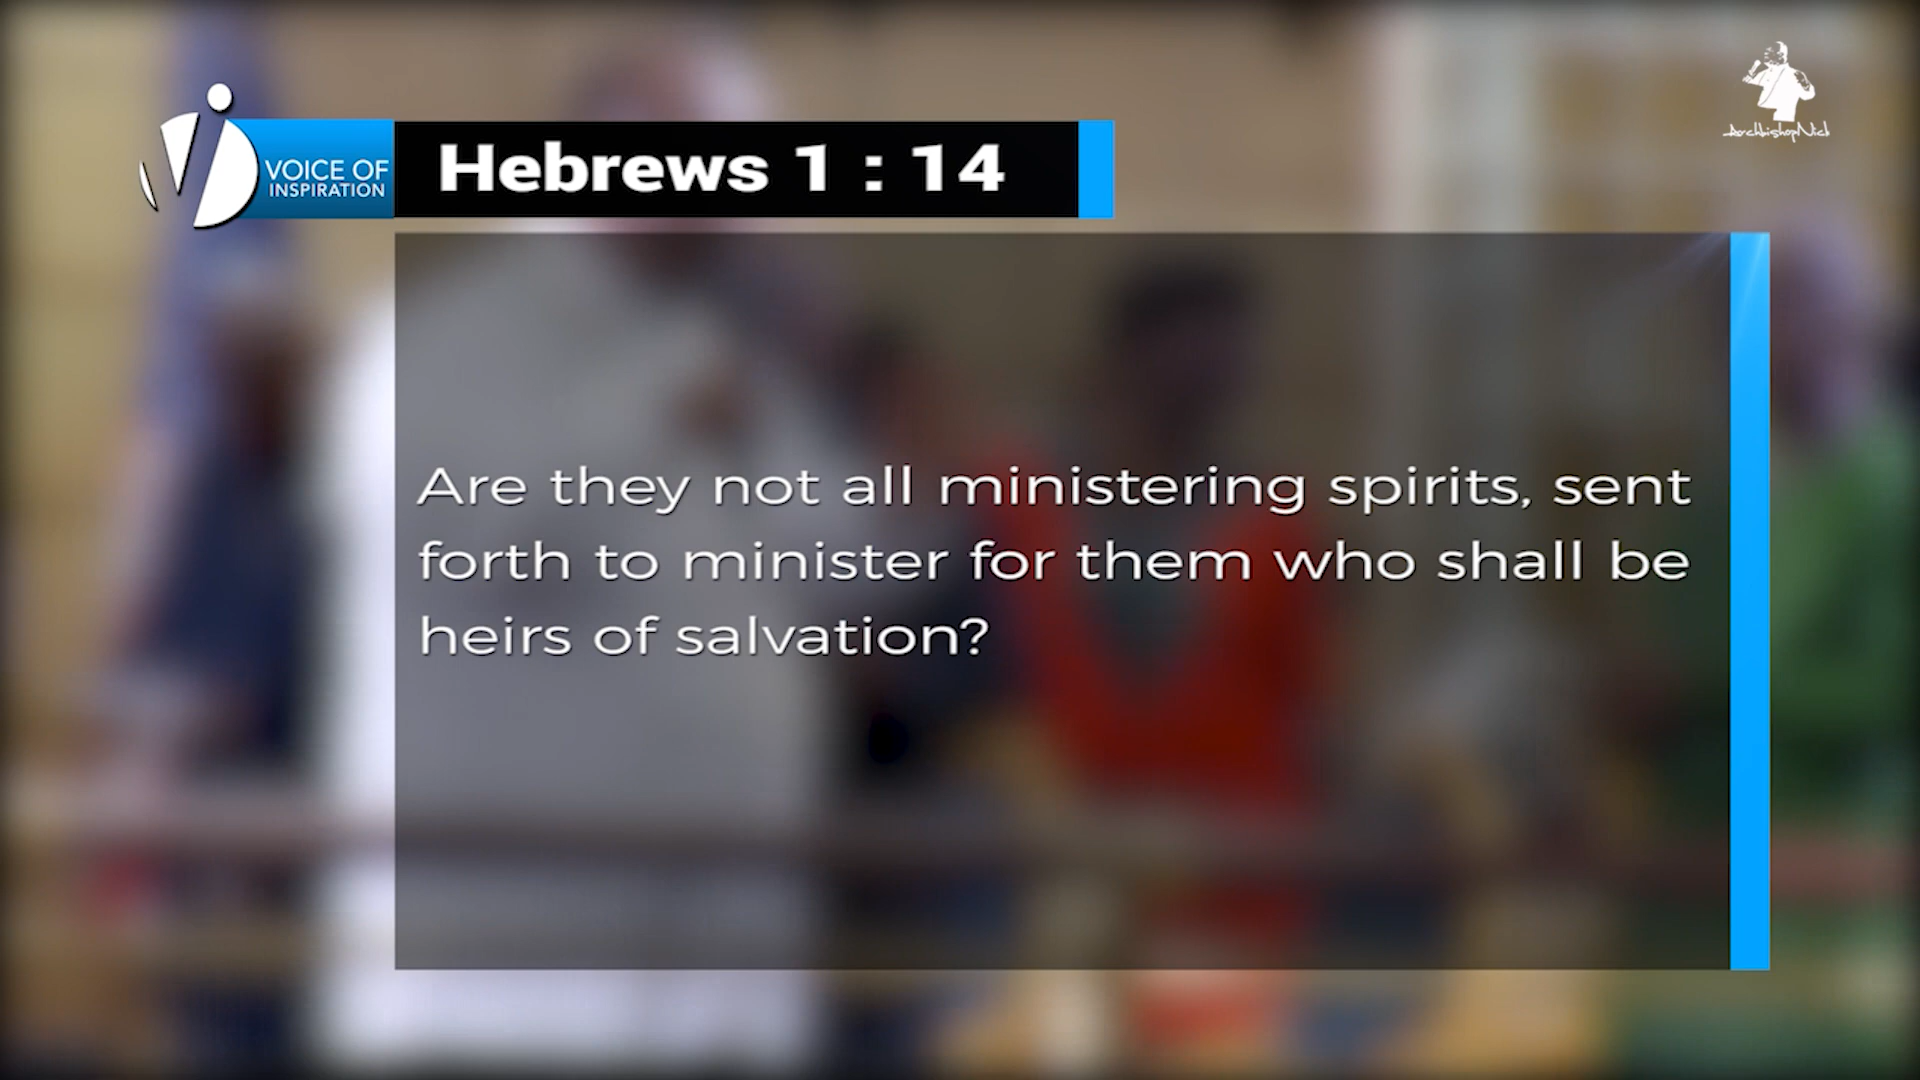 VOICE OF
INSPIRATION
Hebrews 1 : 14
ArchbishopNick
Are they not all ministering spirits, sent
forth to minister for them who shall be
heirs of salvation?